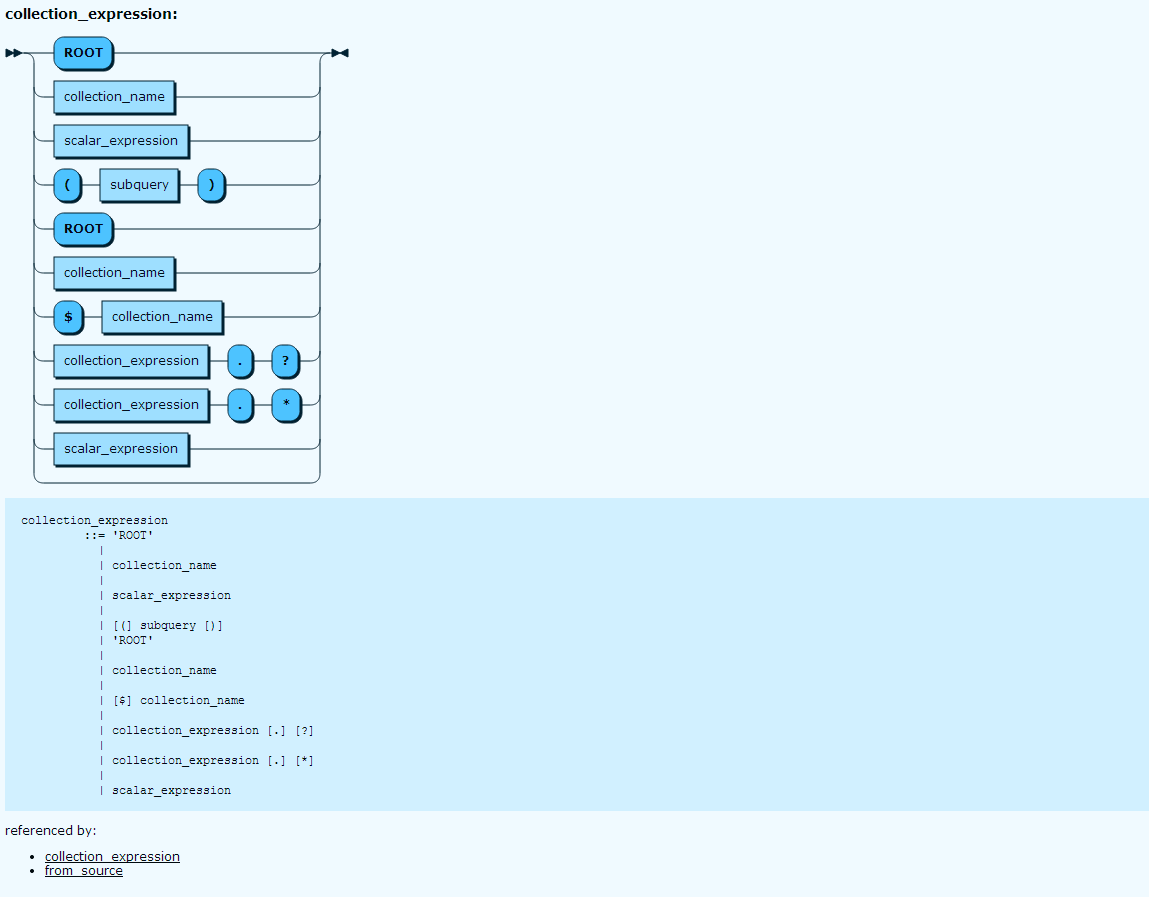 collection_expression:
ROOT
collection_name
scalar_expression
( subquery )
ROOT
collection_name
$ collection_name
collection_expression . ?
collection_expression . *
scalar_expression
collection_expression
::= 'ROOT'
|
| collection_name
|
| scalar_expression
|
| [(] subquery [)]
| 'ROOT'
|
| collection_name
|
| [$] collection_name
|
| collection_expression [.] [?]
|
| collection_expression [.] [*]
|
| scalar_expression
referenced by:
• collection_expression
• from_source